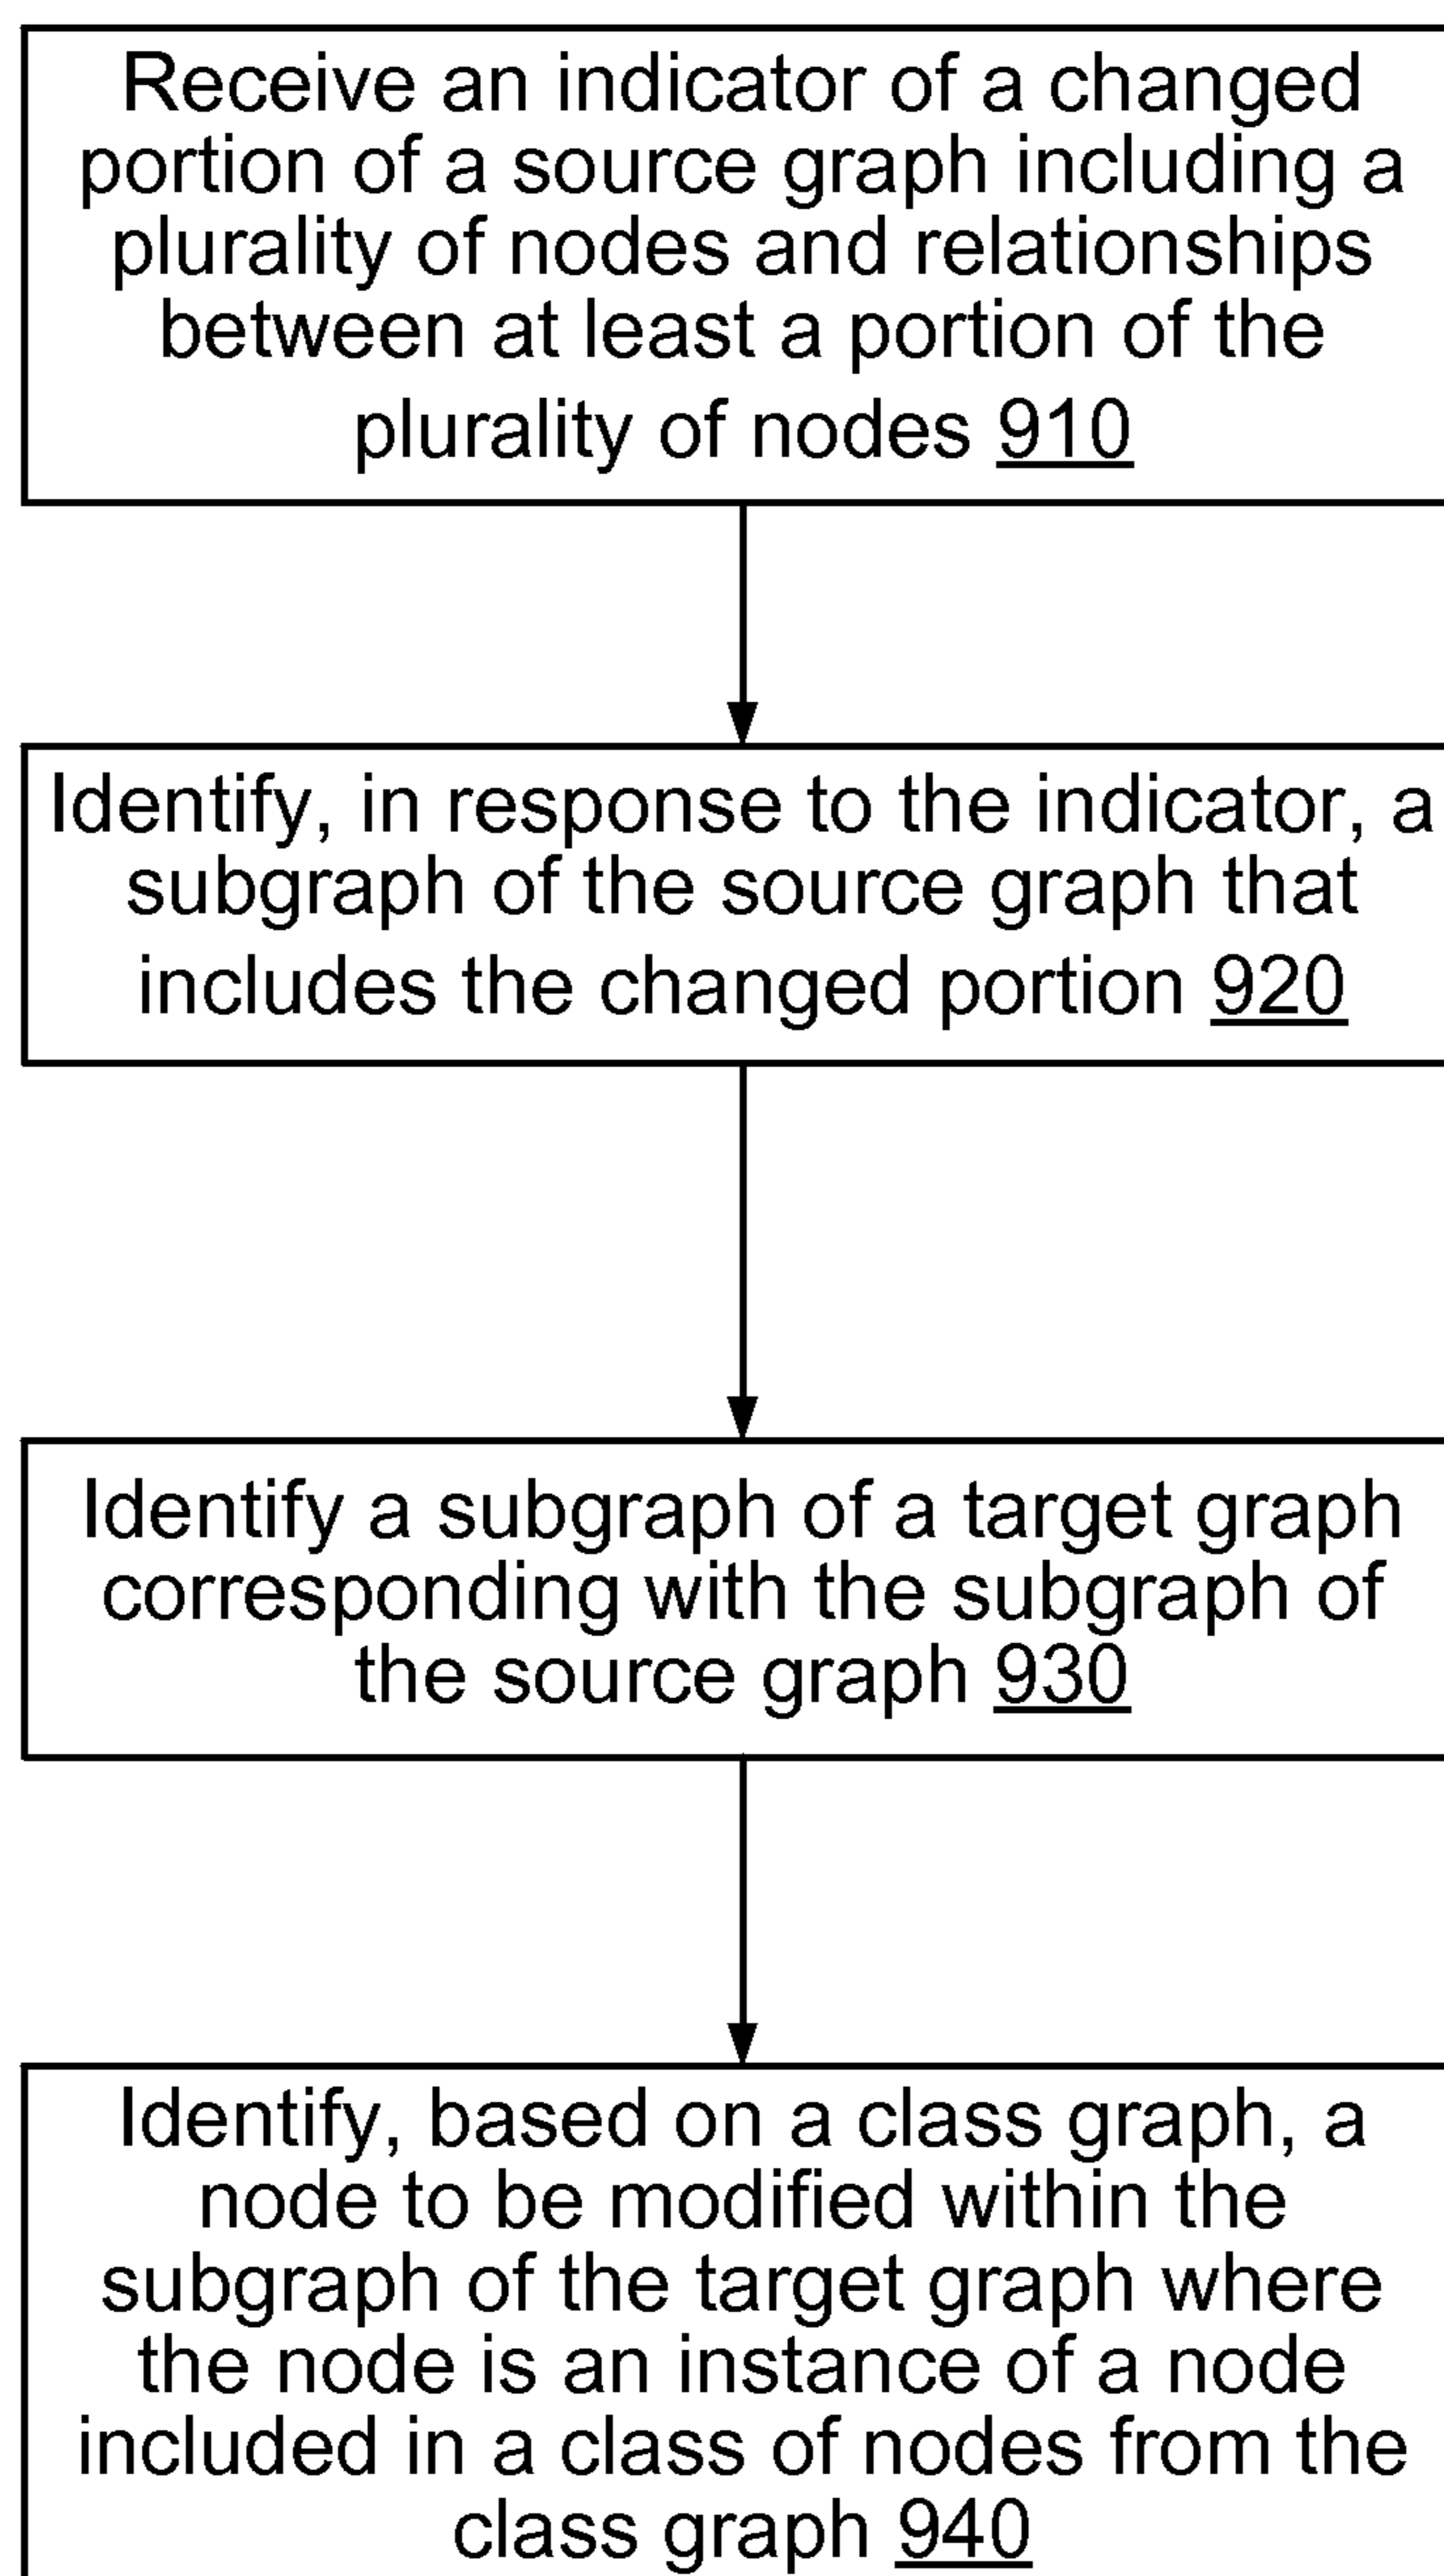 Receive an indicator of a changed
portion of a source graph including a
plurality of nodes and relationships
between at least a portion of the
plurality of nodes 910
Identify, in response to the indicator, a
subgraph of the source graph that
includes the changed portion 920
Identify a subgraph of a target graph
corresponding with the subgraph of
the source graph 930
Identify, based on a class graph, a
node to be modified within the
subgraph of the target graph where
the node is an instance of a node
included in a class of nodes from the
class graph 940